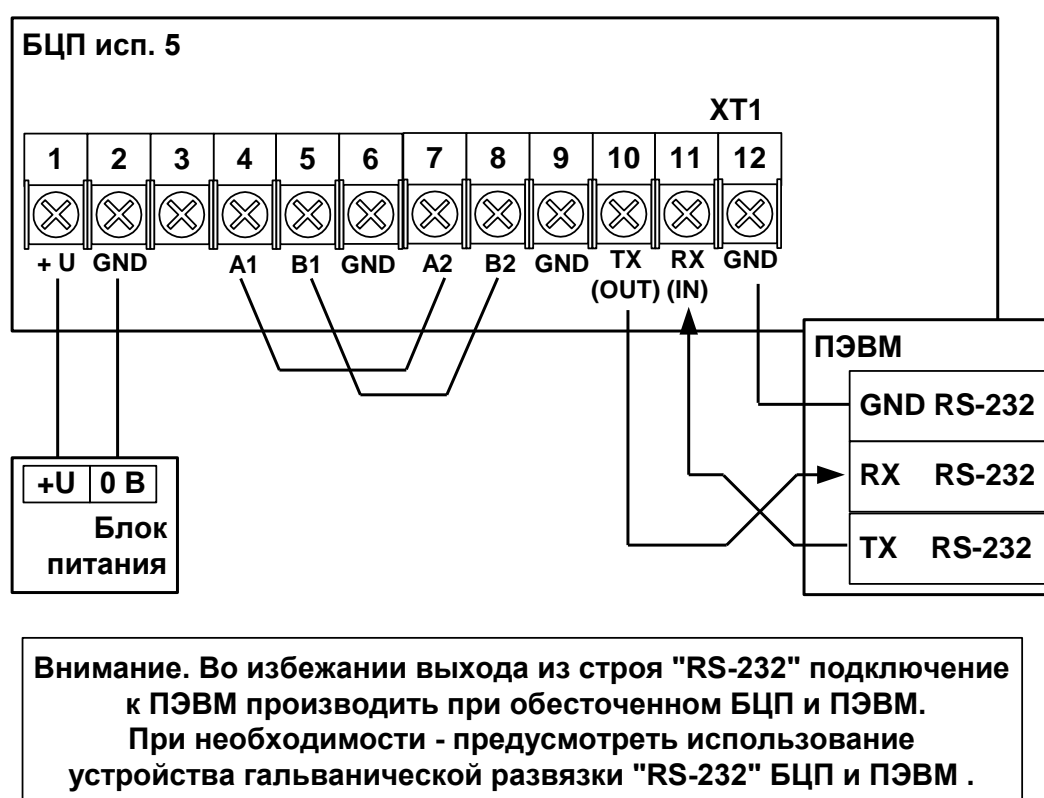 БЦП исп. 5
XT1
1 2 3 4 5 6 7 8 9 10 11 12
+ U GND A1 B1 GND A2 B2 GND TX RX GND
(OUT) (IN)
ПЭВМ
GND RS-232
RX RS-232
TX RS-232
+U 0 В
Блок
питания
Внимание. Во избежании выхода из строя "RS-232" подключение
к ПЭВМ производить при обесточенном БЦП и ПЭВМ.
При необходимости - предусмотреть использование
устройства гальванической развязки "RS-232" БЦП и ПЭВМ .